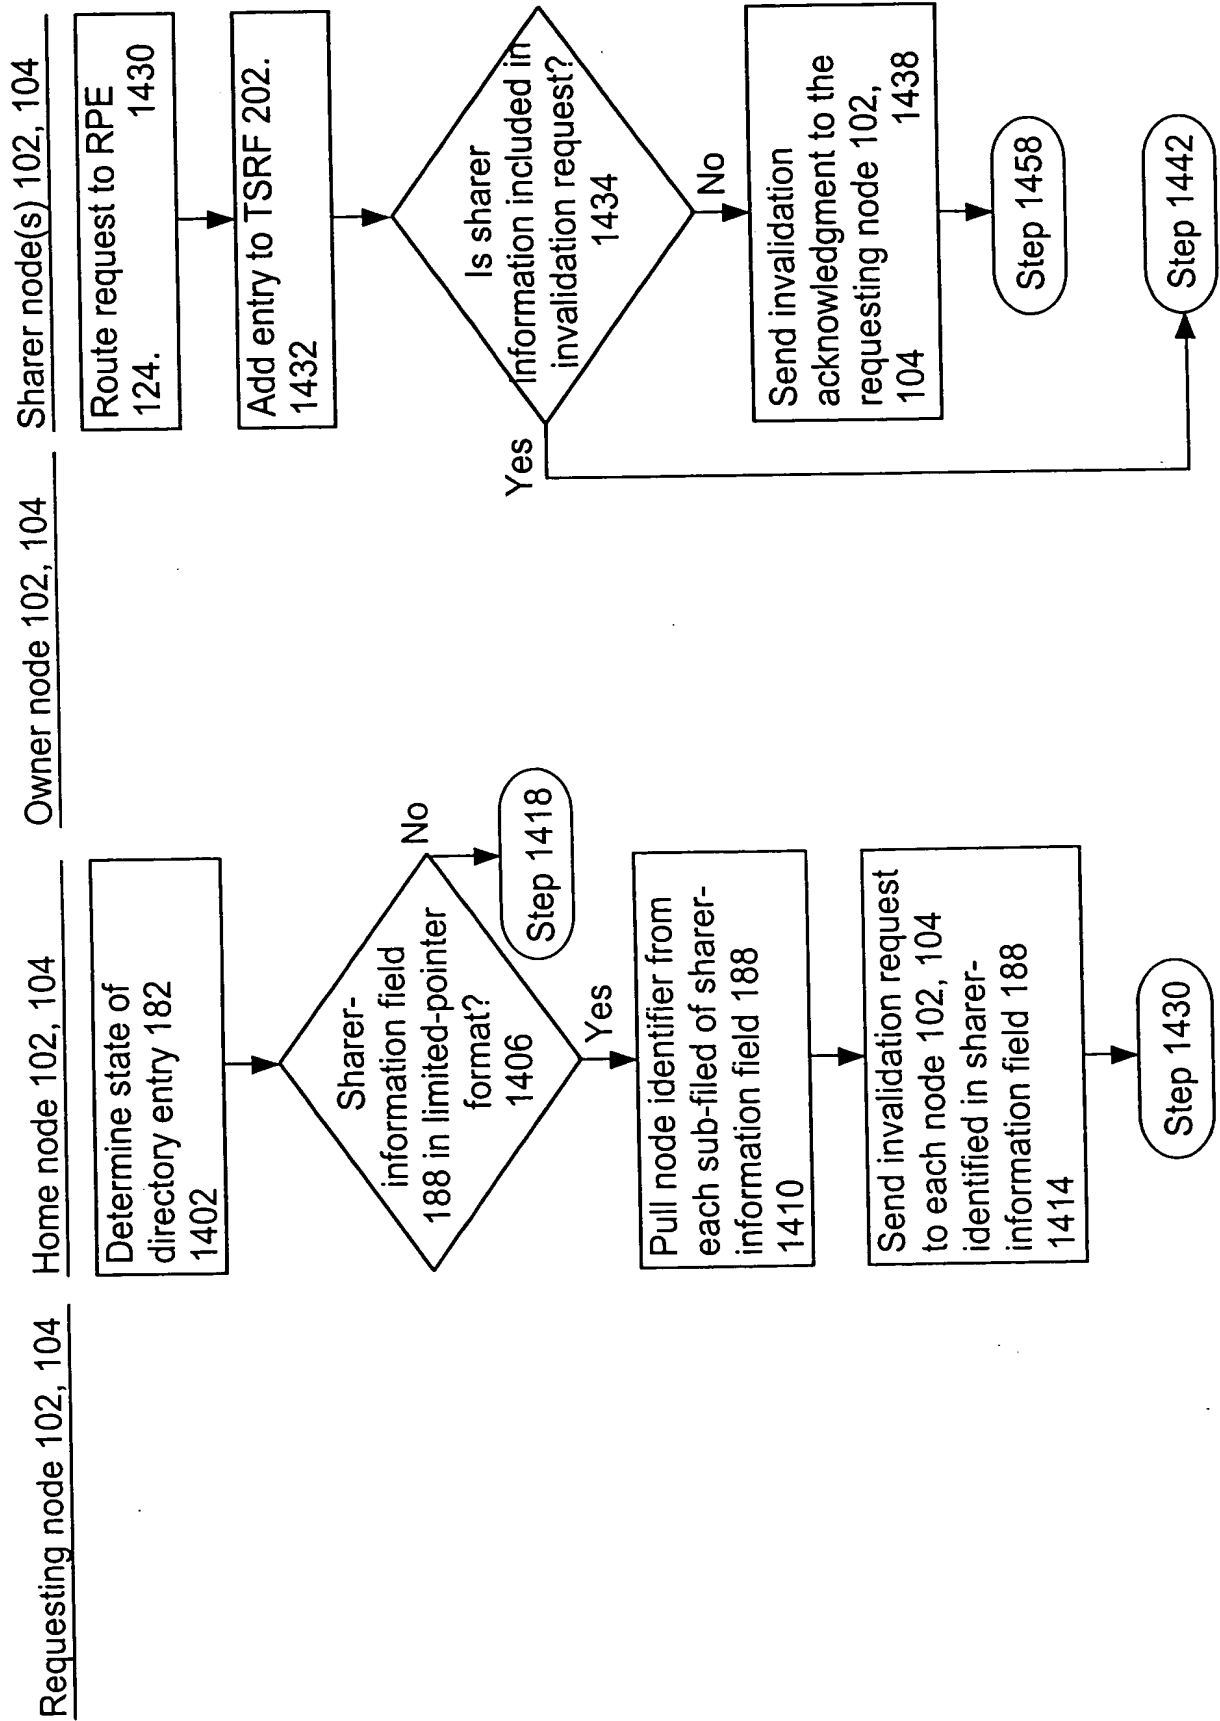 Requesting node 102, 104
Home node 102, 104
Owner node 102, 104
Sharer node(s) 102, 104
Determine state of
directory entry 182
1402
Sharer-
information field
188 in limited-pointer
format?
1406
No
Step 1418
Yes
Pull node identifier from
each sub-filed of sharer-
information field 188
1410
Send invalidation request
to each node 102, 104
identified in sharer-
information field 188
1414
Step 1430
Route request to RPE
124. 1430
Add entry to TSRF 202.
1432
Is sharer
information included in
invalidation request?
1434
Yes
No
Send invalidation
acknowledgment to the
requesting node 102,
104 1438
Step 1458
Step 1442